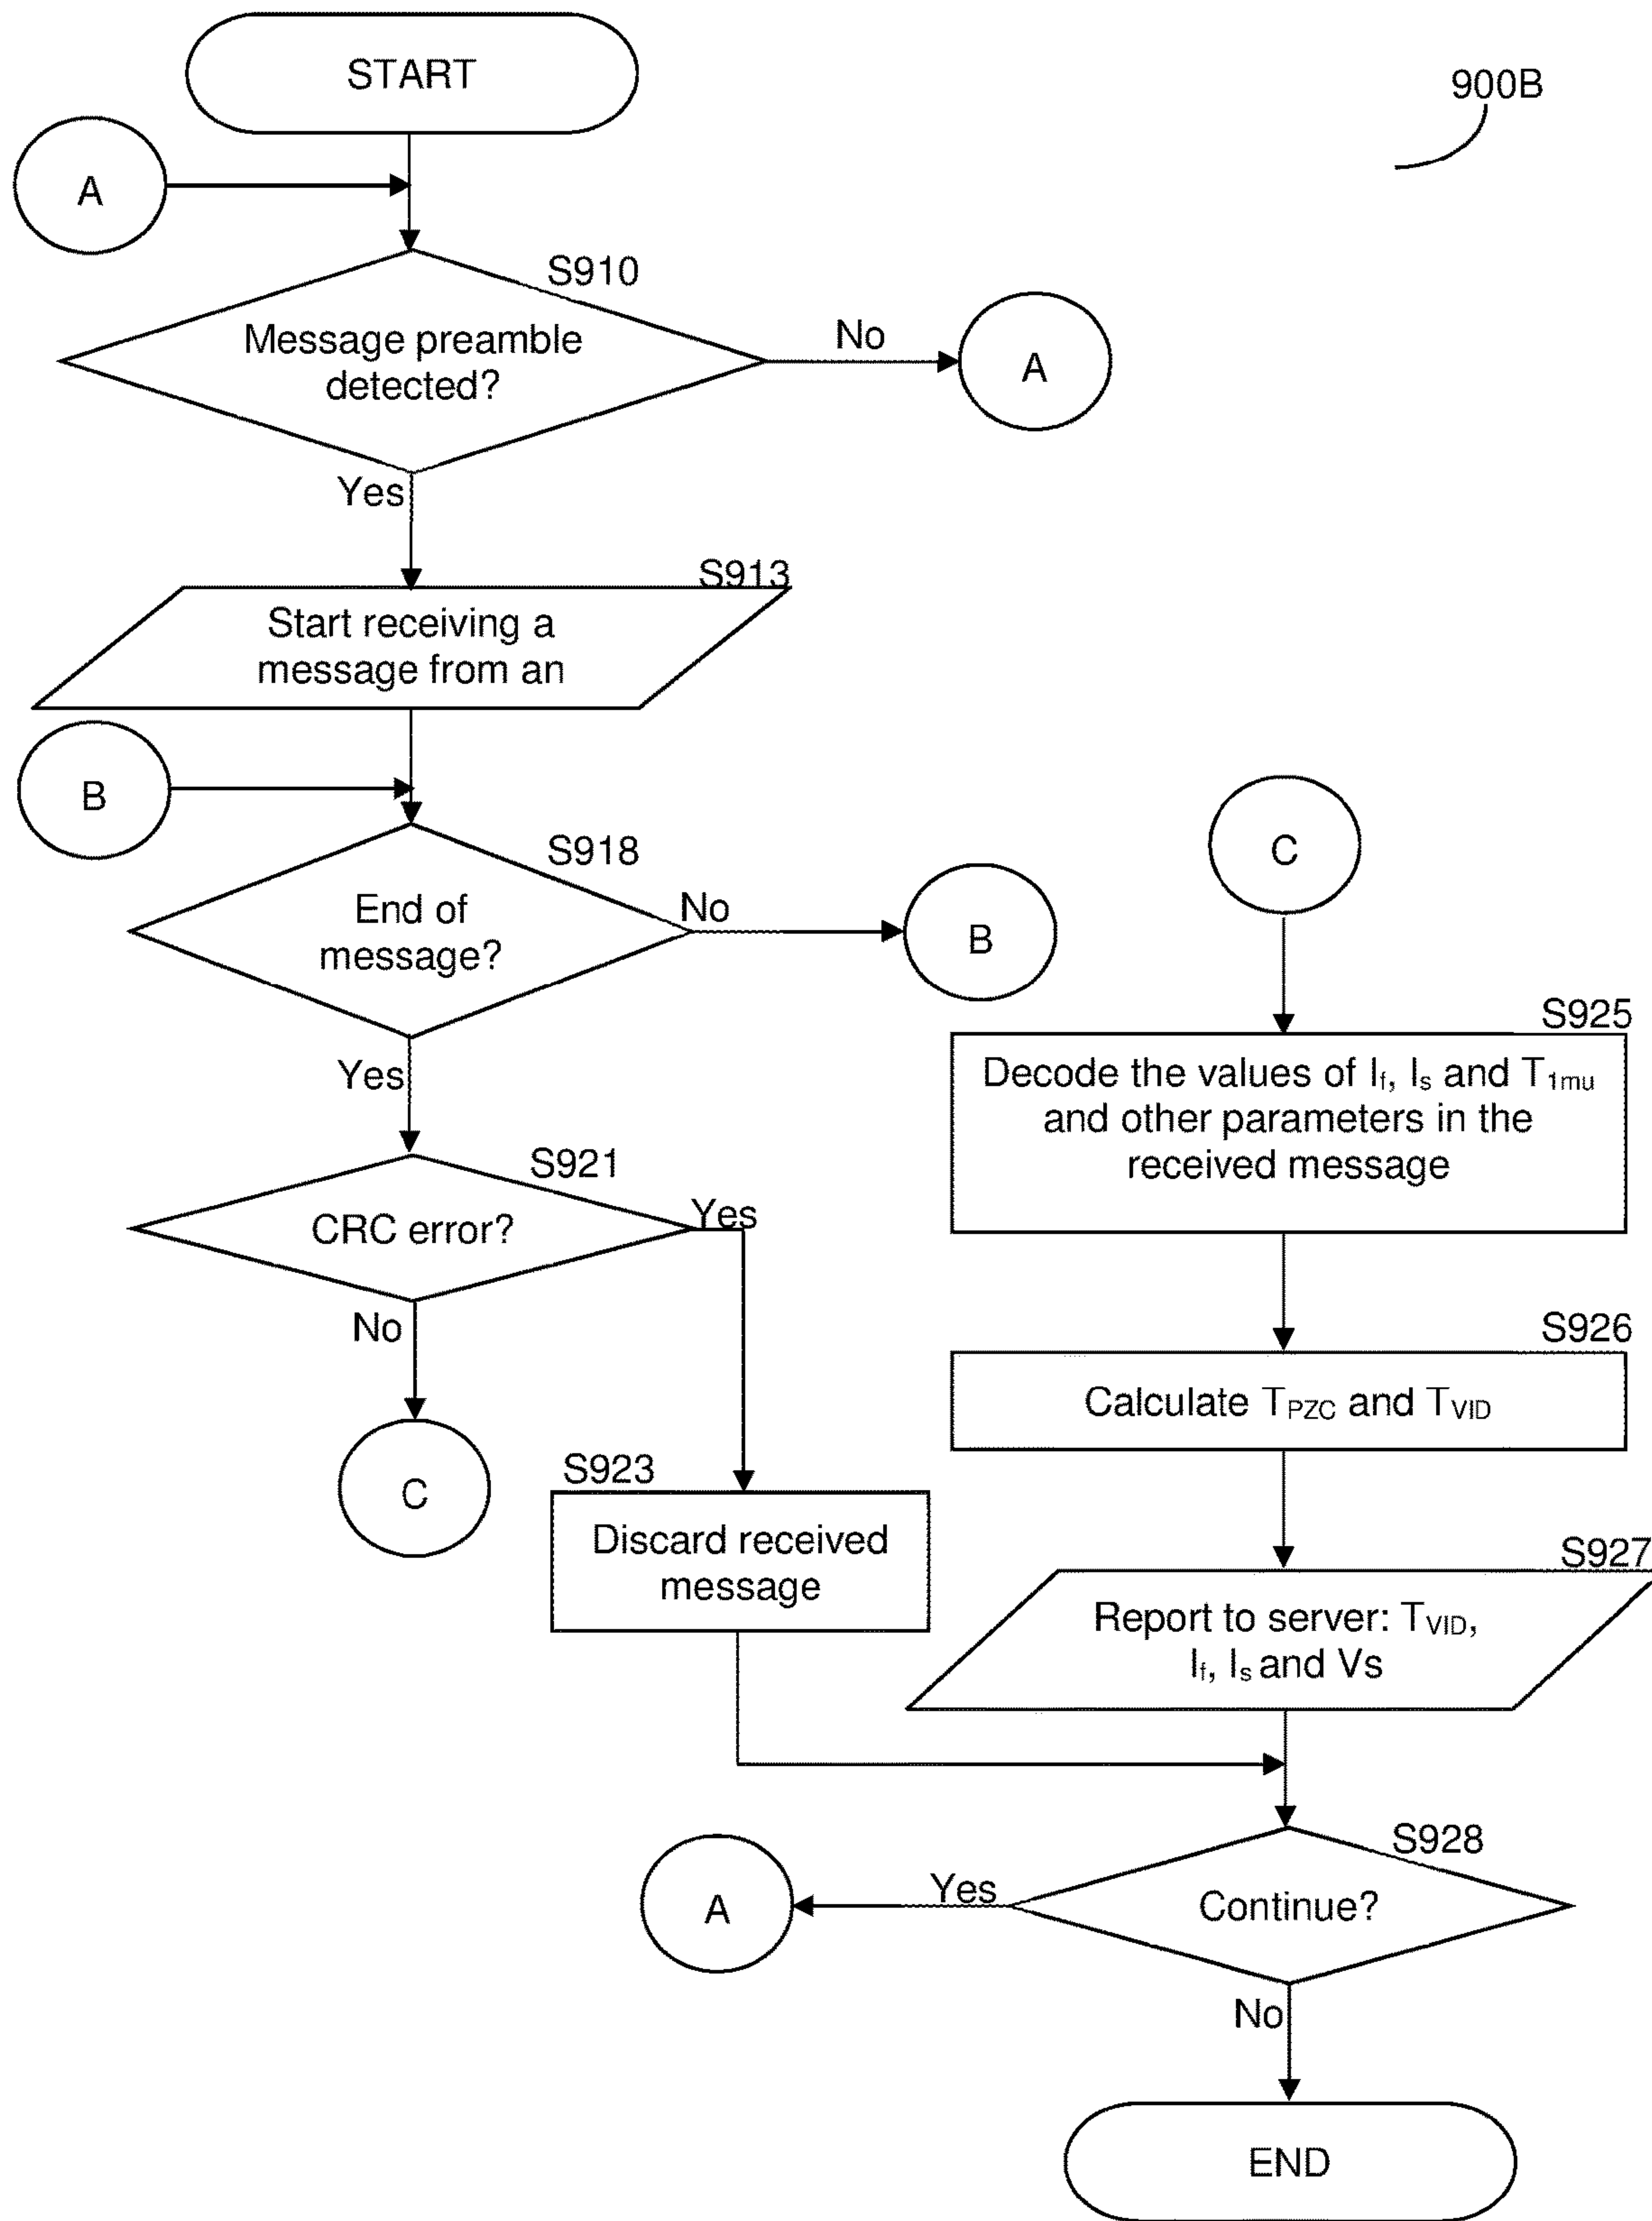 START
900B
A
S910
Message preamble
detected?
No
A
Yes
S913
Start receiving a
message from an
B
S918
End of
message?
No
B
Yes
S921
CRC error?
Yes
No
C
S923
Discard received
message
C
S925
Decode the values of If, Is and T1mu
and other parameters in the
received message
S926
Calculate TPZC and TVID
S927
Report to server: TVID,
If, Is and Vs
S928
Continue?
Yes
A
No
END